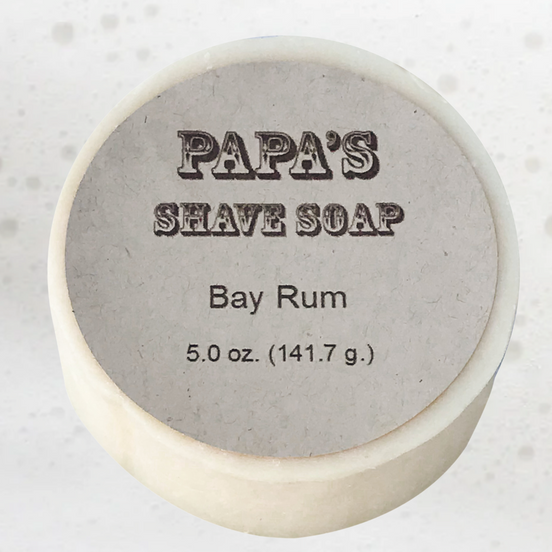 PAPA'S
SHAVE SOAP
Bay Rum
5.0 oz. (141.7 g.)